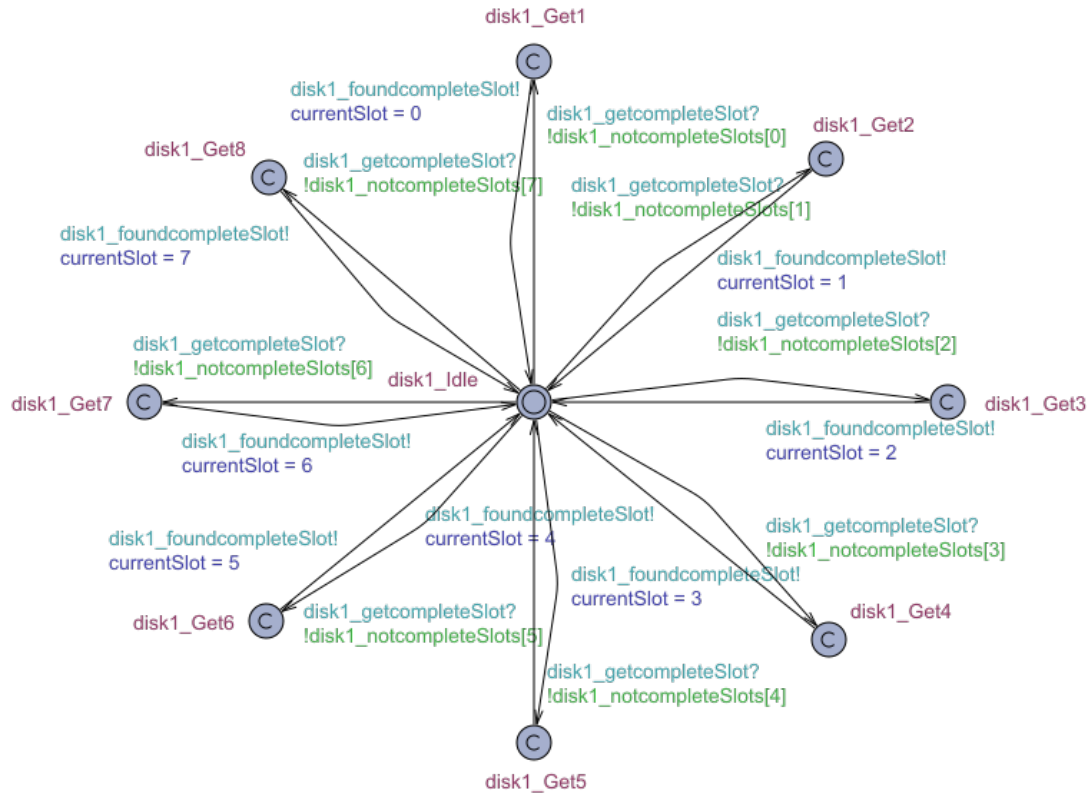 disk1_Get1
disk1_foundcompleteSlot!
currentSlot = 0
disk1_getcompleteSlot?
!disk1_notcompleteSlots[0]
disk1_Get2
disk1_Get8
disk1_getcompleteSlot?
!disk1_notcompleteSlots[7]
disk1_getcompleteSlot?
!disk1_notcompleteSlots[1]
disk1_foundcompleteSlot!
currentSlot = 7
disk1_foundcompleteSlot!
currentSlot = 1
disk1_getcompleteSlot?
!disk1_notcompleteSlots[2]
disk1_getcompleteSlot?
!disk1_notcompleteSlots[6]
disk1_Idle
disk1_Get7
C
C
C
C
C
C
C
C
disk1_Get3
disk1_foundcompleteSlot!
currentSlot = 6
disk1_foundcompleteSlot!
currentSlot = 2
disk1_foundcompleteSlot!
currentSlot = 5
disk1_foundcompleteSlot!
currentSlot = 4
disk1_getcompleteSlot?
!disk1_notcompleteSlots[3]
disk1_foundcompleteSlot!
currentSlot = 3
disk1_Get6
disk1_getcompleteSlot?
!disk1_notcompleteSlots[5]
disk1_Get4
disk1_getcompleteSlot?
!disk1_notcompleteSlots[4]
disk1_Get5